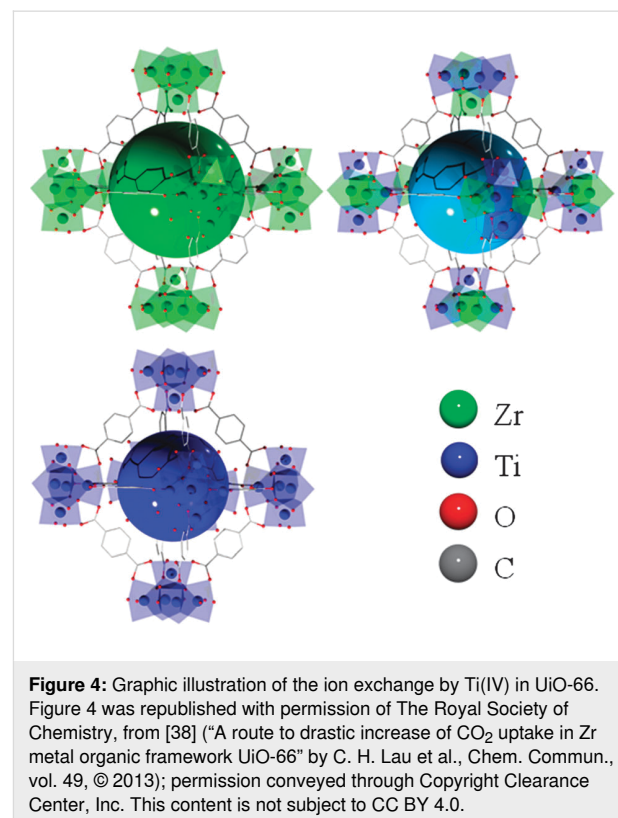 Zr
Ti
O
C
Figure 4: Graphic illustration of the ion exchange by Ti(IV) in UiO-66.
Figure 4 was republished with permission of The Royal Society of
Chemistry, from [38] (“A route to drastic increase of CO₂ uptake in Zr
metal organic framework UiO-66” by C. H. Lau et al., Chem. Commun.,
vol. 49, © 2013); permission conveyed through Copyright Clearance
Center, Inc. This content is not subject to CC BY 4.0.